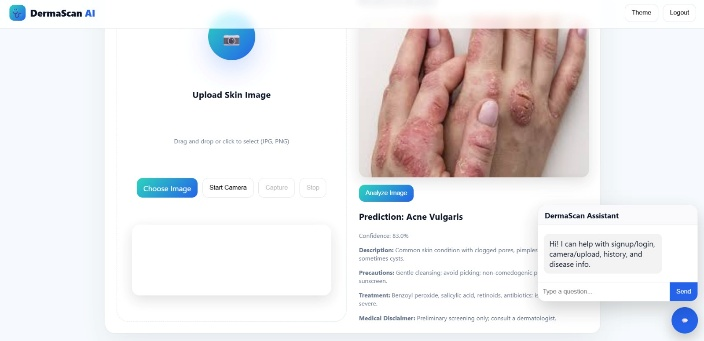 DermaScan AI
Theme
Logout
Upload Skin Image
Drag and drop or click to select (JPG, PNG)
Choose Image
Start Camera
Capture
Stop
Analyze Image
Prediction: Acne Vulgaris
Confidence: 83.0%
Description: Common skin condition with clogged pores, pimples
sometimes cysts.
Precautions: Gentle cleansing; avoid picking; non-comedogenic p
sunscreen.
Treatment: Benzoyl peroxide, salicylic acid, retinoids, antibiotics;
severe.
Medical Disclaimer: Preliminary screening only; consult a dermatologist.
DermaScan Assistant
Hi! I can help with signup/login,
camera/upload, history, and
disease info.
Type a question...
Send